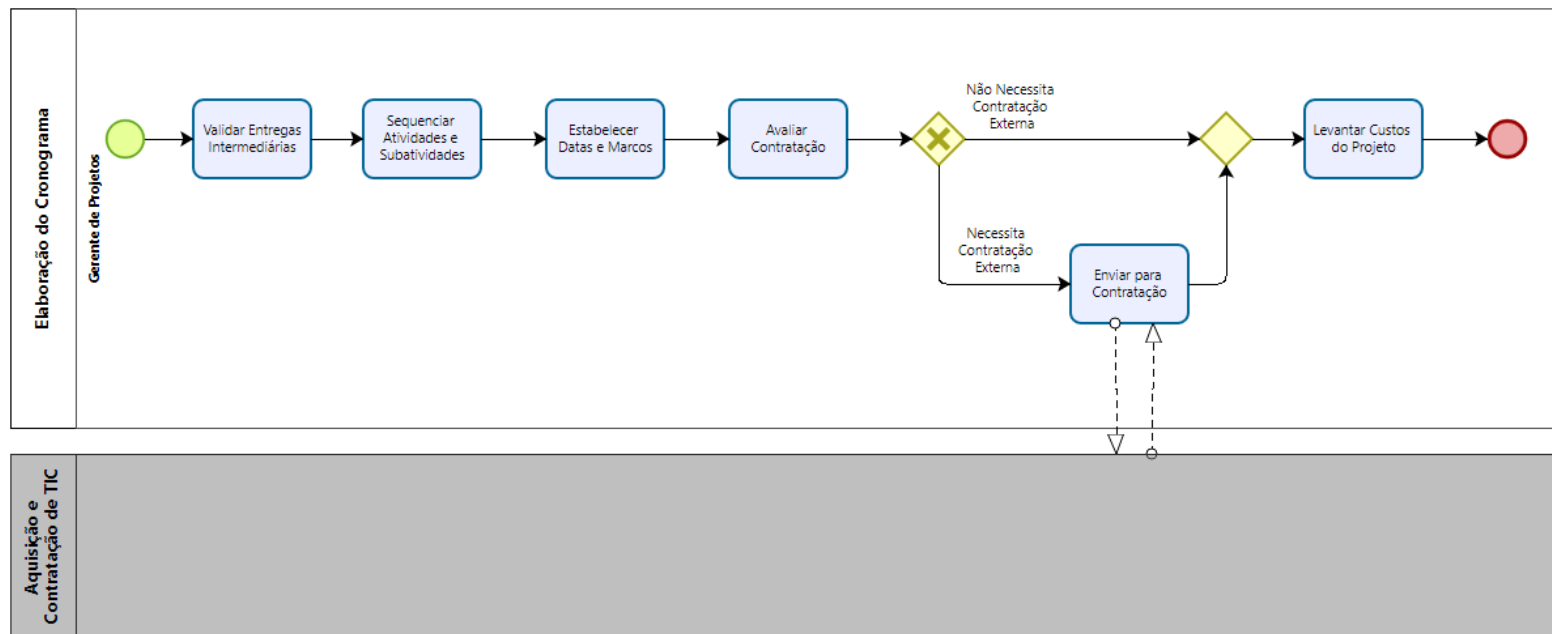 Elaboração do Cronograma
Gerente de Projetos
Validar Entregas
Intermediárias
Sequenciar
Atividades e
Subatividades
Estabelecer
Datas e Marcos
Avaliar
Contratação
Não Necessita
Contratação
Externa
Necessita
Contratação
Externa
Enviar para
Contratação
Levantar Custos
do Projeto
Aquisição e
Contratação de TIC